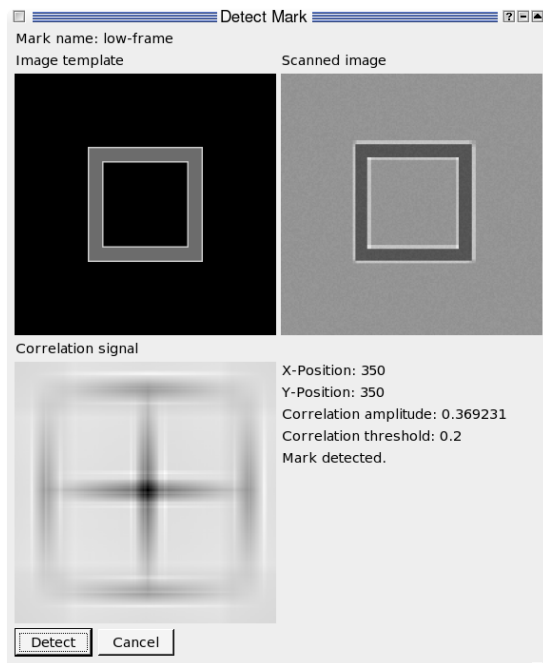 Detect Mark
Mark name: low-frame
Image template
Scanned image
Correlation signal
X-Position: 350
Y-Position: 350
Correlation amplitude: 0.369231
Correlation threshold: 0.2
Mark detected.
Detect
Cancel